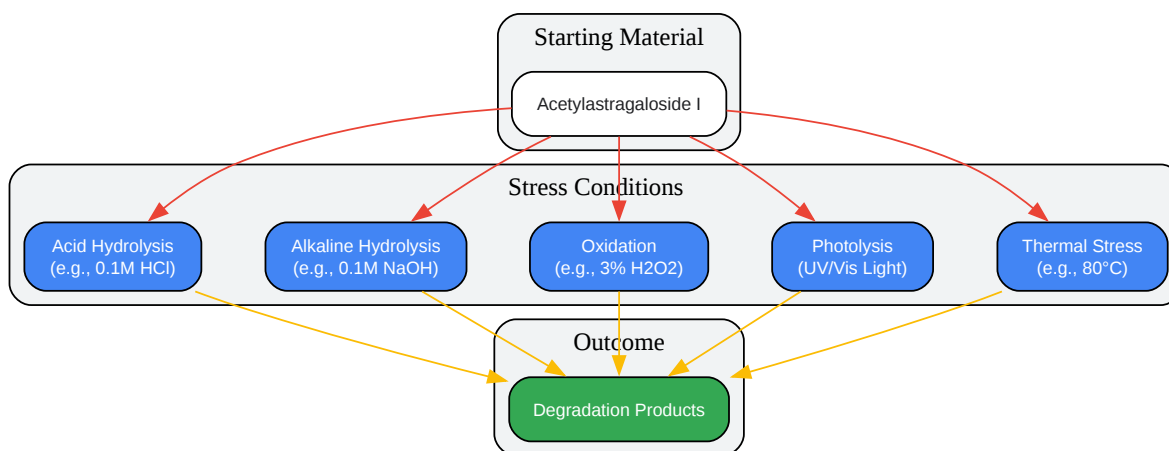 Starting Material
Acetylastragaloside I
Stress Conditions
Acid Hydrolysis
(e.g., 0.1M HCl)
Alkaline Hydrolysis
(e.g., 0.1M NaOH)
Oxidation
(e.g., 3% H2O2)
Photolysis
(UV/Vis Light)
Thermal Stress
(e.g., 80°C)
Outcome
Degradation Products